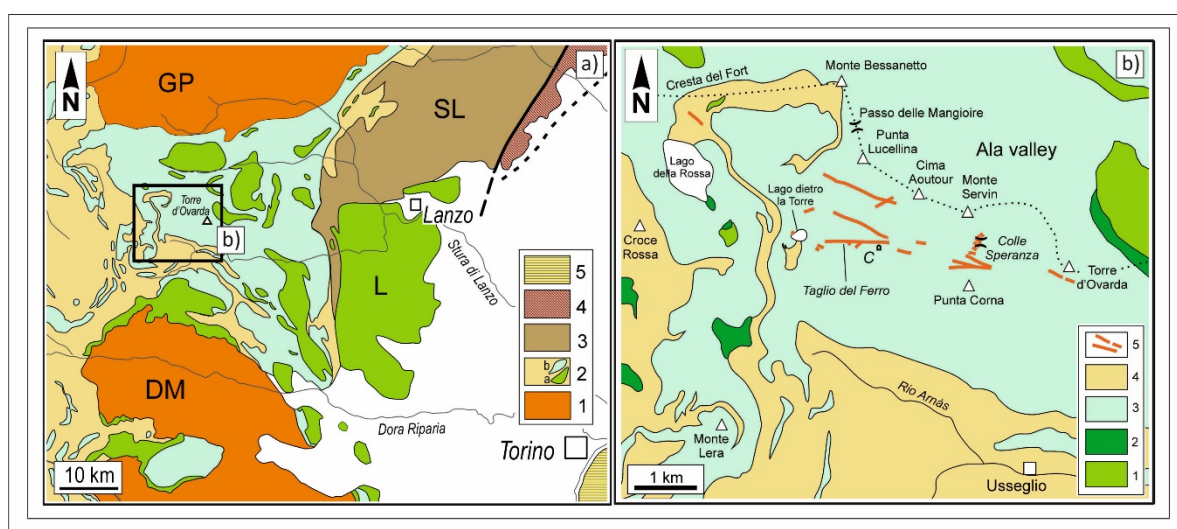 a)
N
GP
SL
Torre
d'Ovarda
b)
Lanzo
Stura di Lanzo
L
DM
Dora Riparia
Torino
10 km
5
4
3
b
a
2
1
b)
N
Cresta del Fort
Monte Bessanetto
Passo delle Mangioire
Punta
Lucellina
Ala valley
Lago
della Rossa
Cima
Aoutour
Monte
Servin
Lago dietro
la Torre
Croce
Rossa
C
Colle
Speranza
Taglio del Ferro
Punta Corna
Torre
d'Ovarda
Rio Arnás
Monte
Lera
Usseglio
1 km
5
4
3
2
1